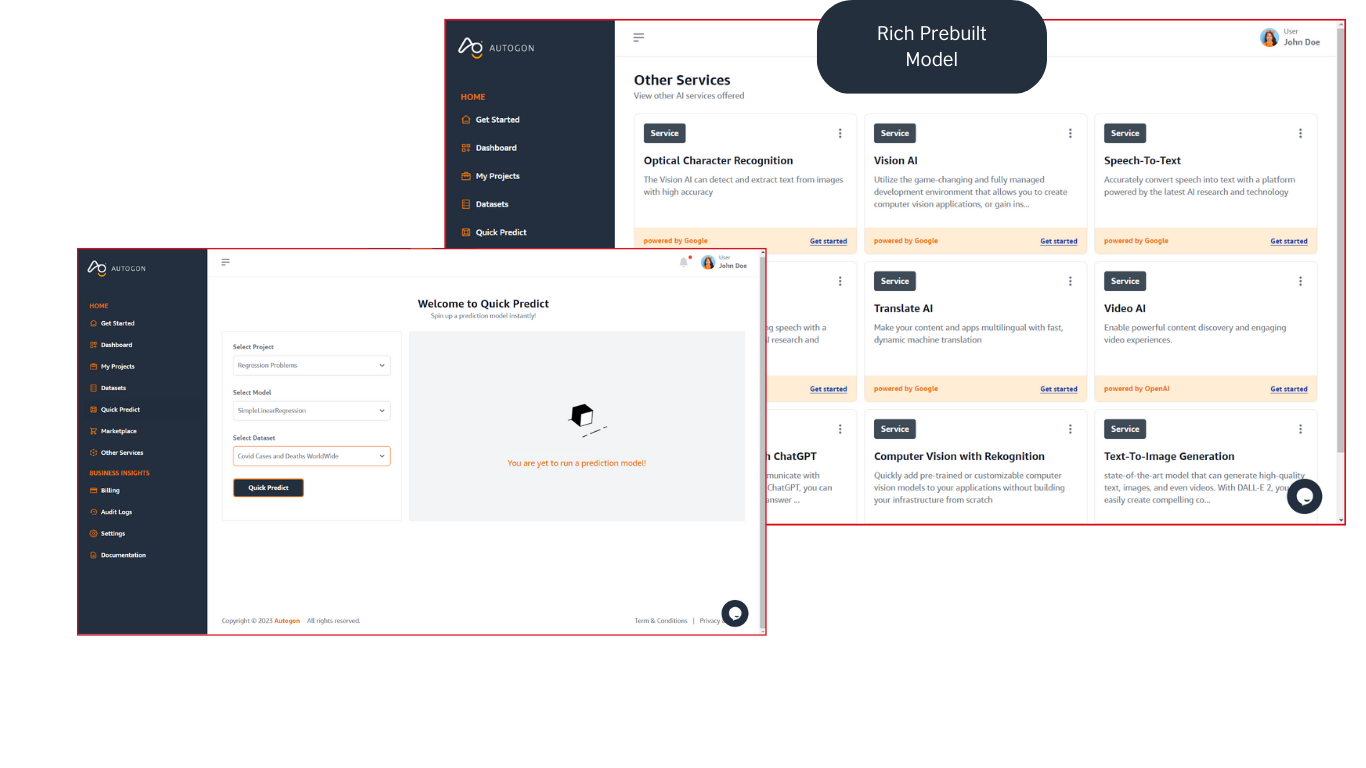 Rich Prebuilt
Model
AUTOGON
User
John Doe
HOME
Get Started
Dashboard
My Projects
Datasets
Quick Predict
Other Services
View other AI services offered
Service
Optical Character Recognition
The Vision AI can detect and extract text from images
with high accuracy
powered by Google
Get started
Service
Vision AI
Utilize the game-changing and fully managed
development environment that allows you to create
computer vision applications, or gain ins...
powered by Google
Get started
Service
Speech-To-Text
Accurately convert speech into text with a platform
powered by the latest AI research and technology
powered by Google
Get started
speech with a
research and
Get started
Service
Translate AI
Make your content and apps multilingual with fast,
dynamic machine translation
powered by Google
Get started
Service
Video AI
Enable powerful content discovery and engaging
video experiences.
powered by OpenAI
Get started
ChatGPT
municate with
ChatGPT, you can
answer ...
Service
Computer Vision with Rekognition
Quickly add pre-trained or customizable computer
vision models to your applications without building
your infrastructure from scratch
Service
Text-To-Image Generation
state-of-the-art model that can generate high-quality
text, images, and even videos. With DALL-E 2, you
easily create compelling co...
AUTOGON
User
John Doe
HOME
Get Started
Dashboard
My Projects
Datasets
Quick Predict
Marketplace
Other Services
BUSINESS INSIGHTS
Billing
Audit Logs
Settings
Documentation
Welcome to Quick Predict
Spin up a prediction model instantly!
Select Project
Regression Problems
Select Model
SimpleLinearRegression
Select Dataset
Covid Cases and Deaths WorldWide
Quick Predict
You are yet to run a prediction model!
Copyright © 2023 Autogon All rights reserved.
Term & Conditions | Privacy